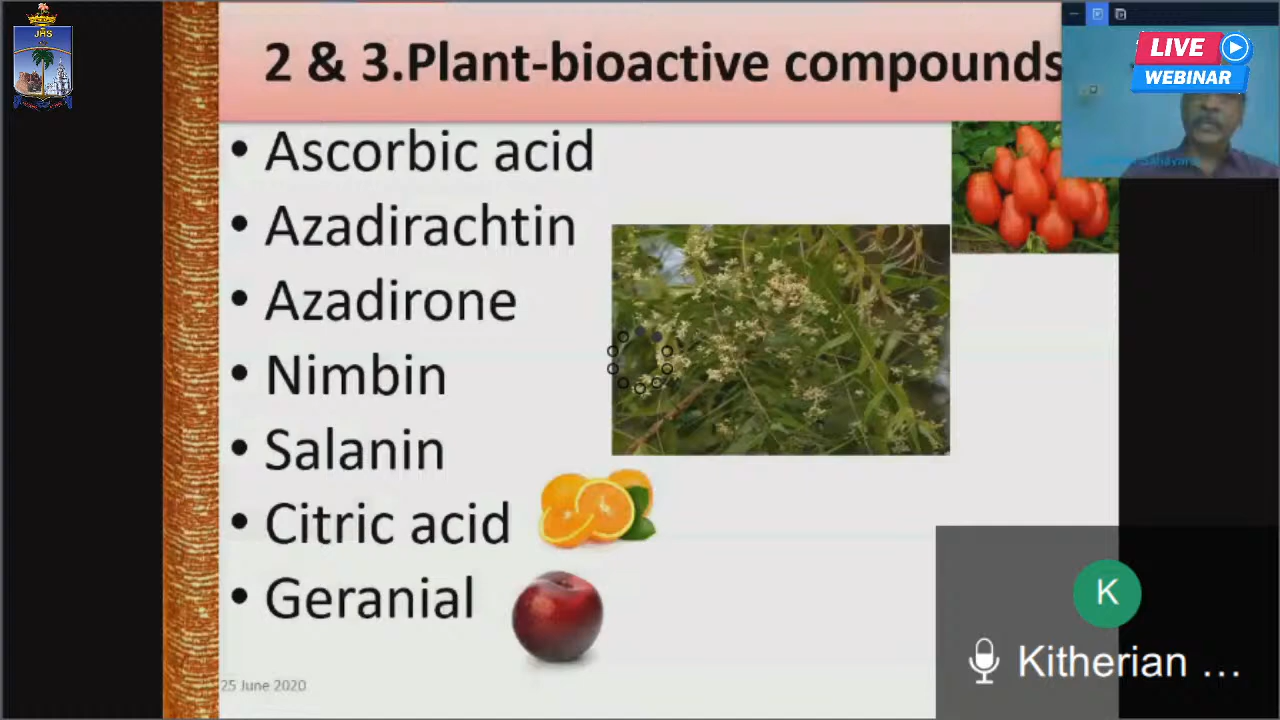 JHS
2 & 3.Plant-bioactive compounds
LIVE
WEBINAR
• Ascorbic acid
• Azadirachtin
• Azadirone
• Nimbin
• Salanin
• Citric acid
• Geranial
25 June 2020
K
Kitherian ...